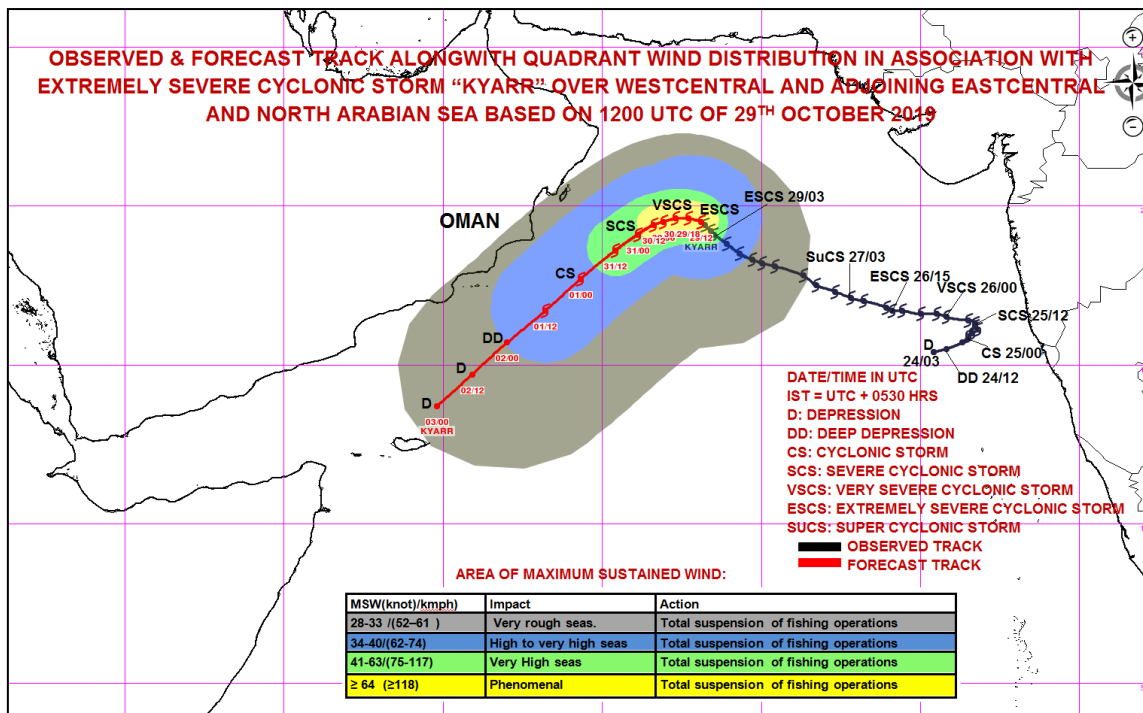 OBSERVED & FORECAST TRACK ALONGWITH QUADRANT WIND DISTRIBUTION IN ASSOCIATION WITH
EXTREMELY SEVERE CYCLONIC STORM “KYARR” OVER WESTCENTRAL AND ADJOINING EASTCENTRAL
AND NORTH ARABIAN SEA BASED ON 1200 UTC OF 29TH OCTOBER 2019
OMAN
VSCS
ESCS
ESCS 29/03
SCS
30/12
30
29/18
29/12
KYARR
31/00
31/12
CS
01/00
01/12
DD
02/00
D
02/12
D
03/00
KYARR
SuCS 27/03
ESCS 26/15
VSCS 26/00
SCS 25/12
D
24/03
CS 25/00
DD 24/12
DATE/TIME IN UTC
IST = UTC + 0530 HRS
D: DEPRESSION
DD: DEEP DEPRESSION
CS: CYCLONIC STORM
SCS: SEVERE CYCLONIC STORM
VSCS: VERY SEVERE CYCLONIC STORM
ESCS: EXTREMELY SEVERE CYCLONIC STORM
SUCS: SUPER CYCLONIC STORM
OBSERVED TRACK
FORECAST TRACK
AREA OF MAXIMUM SUSTAINED WIND:
MSW(knot)/kmph) Impact Action
28-33 /(52–61 ) Very rough seas. Total suspension of fishing operations
34-40/(62-74) High to very high seas Total suspension of fishing operations
41-63/(75-117) Very High seas Total suspension of fishing operations
≥ 64 (≥118) Phenomenal Total suspension of fishing operations